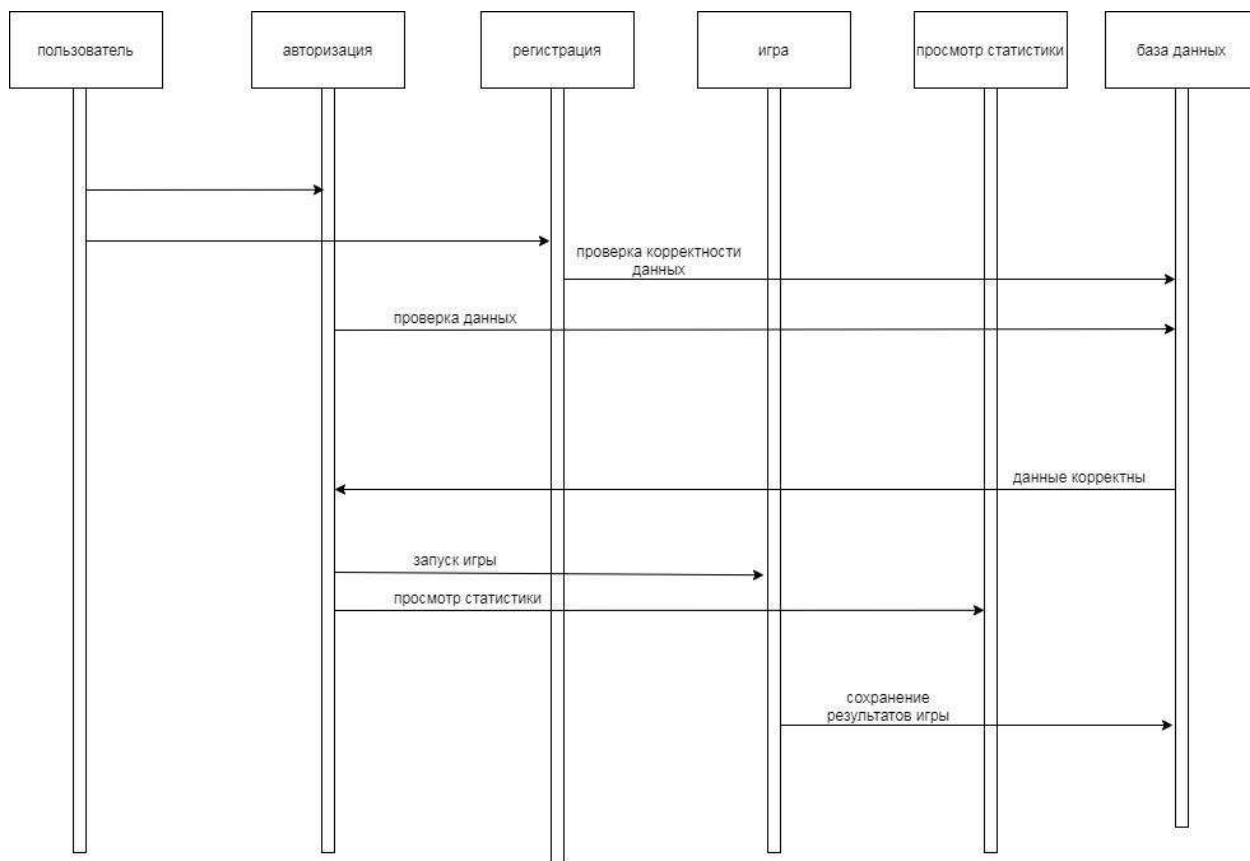 пользователь
авторизация
регистрация
игра
просмотр статистики
база данных
проверка корректности
данных
проверка данных
данные корректны
запуск игры
просмотр статистики
сохранение
результатов игры